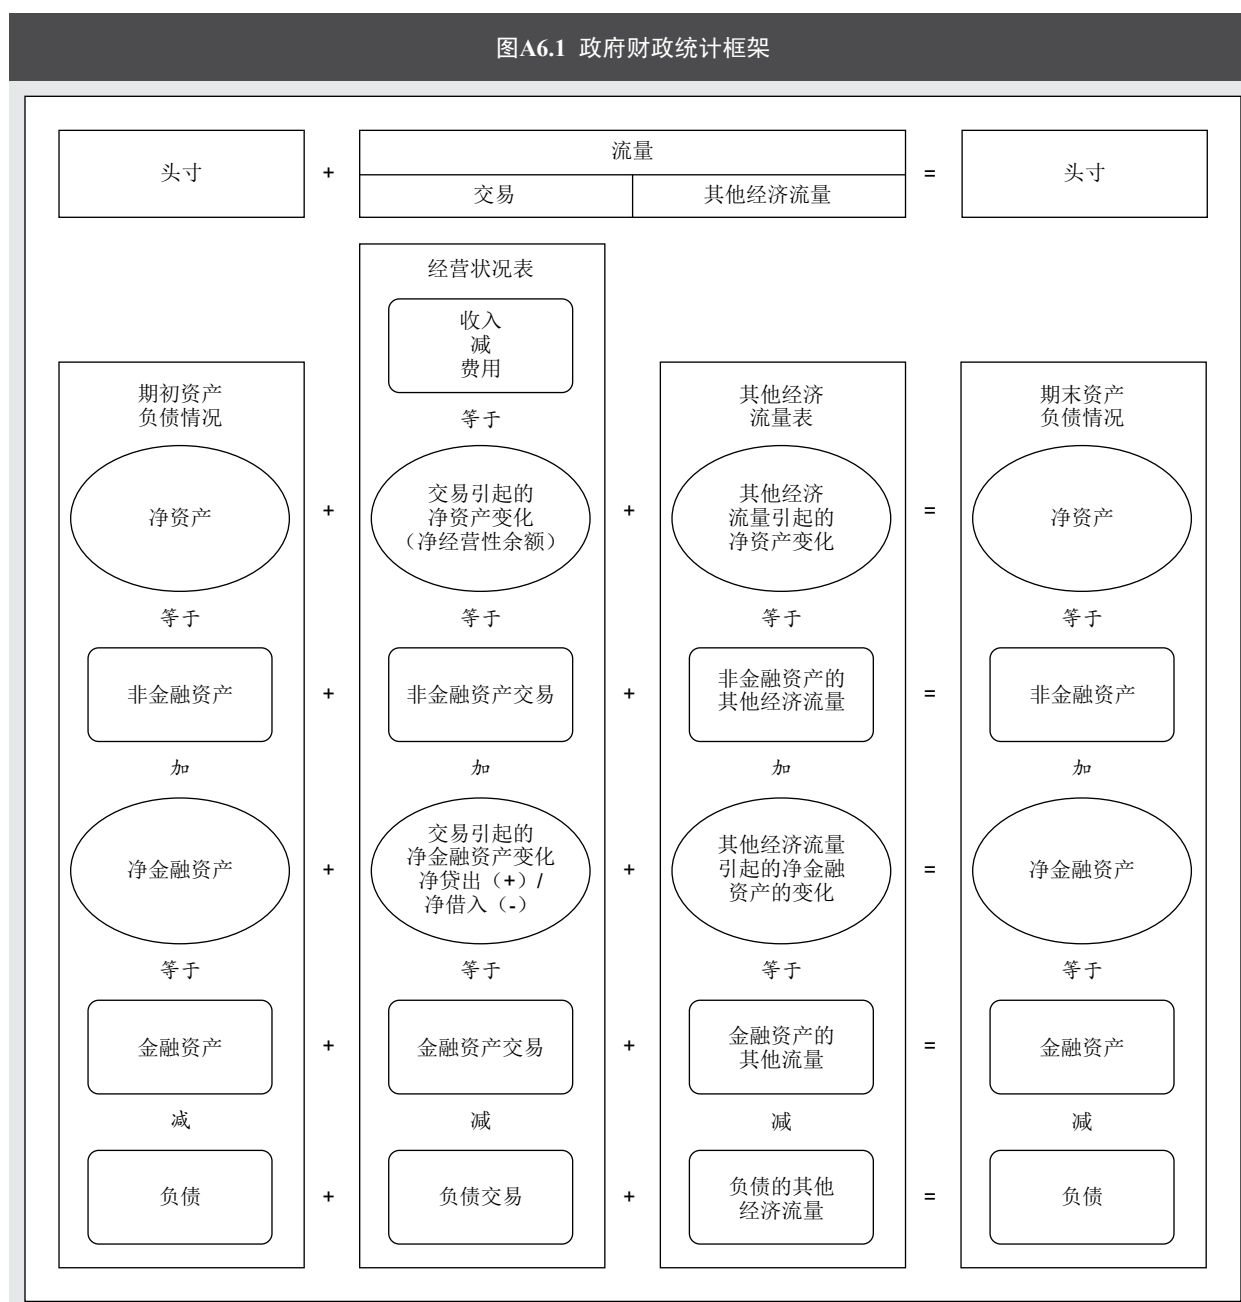 图A6.1 政府财政统计框架
头寸
+
流量
交易
其他经济流量
=
头寸
期初资产
负债情况
净资产
等于
非金融资产
加
净金融资产
等于
金融资产
减
负债
+
+
+
+
+
经营状况表
收入
减
费用
等于
交易引起的
净资产变化
（净经营性余额）
等于
非金融资产交易
加
交易引起的
净金融资产变化
净贷出（+）/
净借入（-）
等于
金融资产交易
减
负债交易
+
+
+
+
+
其他经济
流量表
其他经济
流量引起的
净资产变化
等于
非金融资产的
其他经济流量
加
其他经济流量
引起的净金融
资产的变化
等于
金融资产的
其他流量
减
负债的其他
经济流量
=
=
=
=
=
期末资产
负债情况
净资产
等于
非金融资产
加
净金融资产
等于
金融资产
减
负债